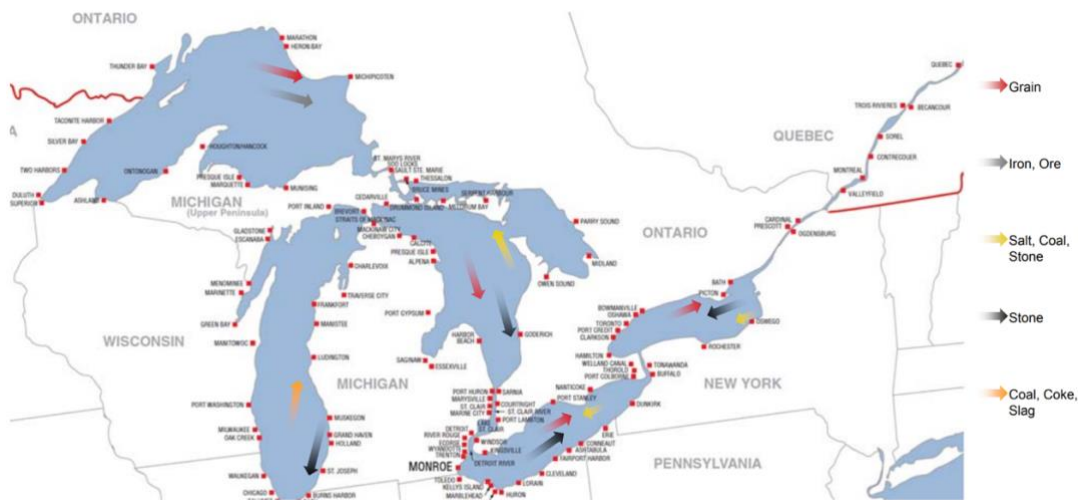 ONTARIO
MARATHON
HERON BAY
THUNDER BAY
MICHIPICOTEN
QUEBEC
Grain
TACONITE HARBOR
TROIS RIVIERES
BECANCOUR
SILVER BAY
HOUGHTON/HANCOCK
QUEBEC
SOREL
CONTRECOUER
Iron, Ore
ST. MARYS RIVER
SOO LOCKS
SAULT STE. MARIE
TWO HARBORS
ONTONOGAN
THESSALON
MONTREAL
PRESQUE ISLE
MARQUETTE
BRUCE MINES
SERPENT HARBOUR
VALLEYFIELD
DULUTH
SUPERIOR
ASHLAND
MUNISING
CEDARVILLE
DRUMMOND ISLAND
MELDRUM BAY
MICHIGAN
(Upper Peninsula)
PORT INLAND
BREVORT
STRAITS OF MACKINAC
MACKINAW CITY
CHEBOYGAN
PARRY SOUND
CARDINAL
PRESCOTT
OGDENSBURG
GLADSTONE
ESCANABA
CALCITE
PRESQUE ISLE
ALPENA
ONTARIO
Salt, Coal,
Stone
CHARLEVOIX
MIDLAND
MENOMINEE
MARINETTE
OWEN SOUND
BATH
PICTON
TRAVERSE CITY
FRANKFORT
PORT GYPSUM
BOWMANVILLE
OSHAWA
TORONTO
PORT CREDIT
CLARKSON
OSWEGO
Stone
GREEN BAY
MANISTEE
WISCONSIN
MANITOWOC
HARBOR
BEACH
GODERICH
ROCHESTER
LUDINGTON
SAGINAW
ESSEXVILLE
HAMILTON
WELLAND CANAL
THOROLD
PORT COLBORNE
TONAWANDA
BUFFALO
MICHIGAN
NEW YORK
PORT HURON
SARNIA
MARYSVILLE
ST. CLAIR
MARINE CITY
COURTRIGHT
ST. CLAIR RIVER
PORT LAMBTON
NANTICOKE
PORT STANLEY
DUNKIRK
Coal, Coke,
Slag
PORT WASHINGTON
MUSKEGON
MILWAUKEE
OAK CREEK
GRAND HAVEN
HOLLAND
LAKE
ST. CLAIR
DETROIT
RIVER ROUGE
ECORSE
WYANDOTTE
TRENTON
WINDSOR
KINGSVILLE
DETROIT RIVER
ERIE
CONNEAUT
ASHTABULA
FAIRPORT HARBOR
MONROE
PENNSYLVANIA
WAUKEGAN
ST. JOSEPH
TOLEDO
KELLYS ISLAND
MARBLEHEAD
HURON
LORAIN
CLEVELAND
CHICAGO
BURNS HARBOR